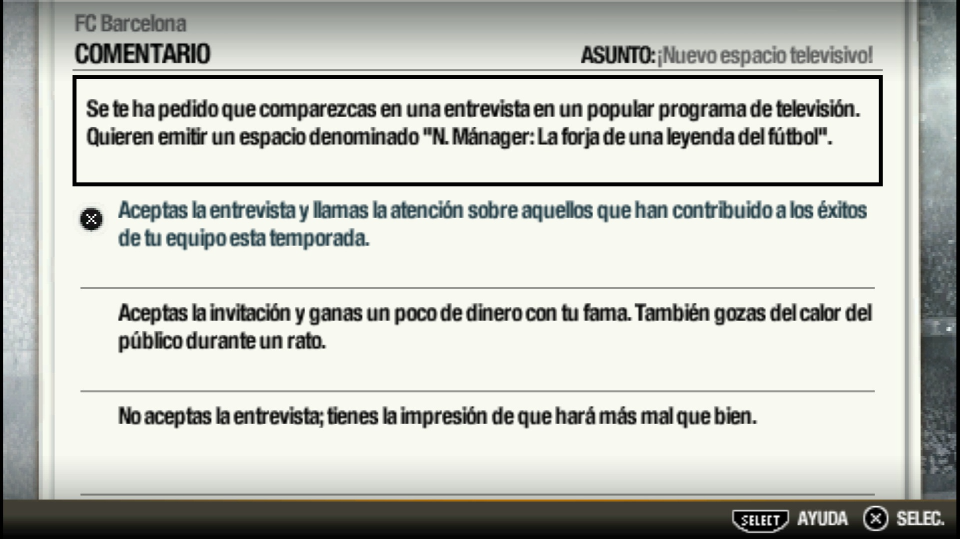 FC Barcelona
COMENTARIO
ASUNTO: ¡Nuevo espacio televisivo!
Se te ha pedido que comparezcas en una entrevista en un popular programa de televisión.
Quieren emitir un espacio denominado "N. Mánager: La forja de una leyenda del fútbol".
Aceptas la entrevista y llamas la atención sobre aquellos que han contribuido a los éxitos
de tu equipo esta temporada.
Aceptas la invitación y ganas un poco de dinero con tu fama. También gozas del calor del
público durante un rato.
No aceptas la entrevista; tienes la impresión de que hará más mal que bien.
SELECT AYUDA SELEC.